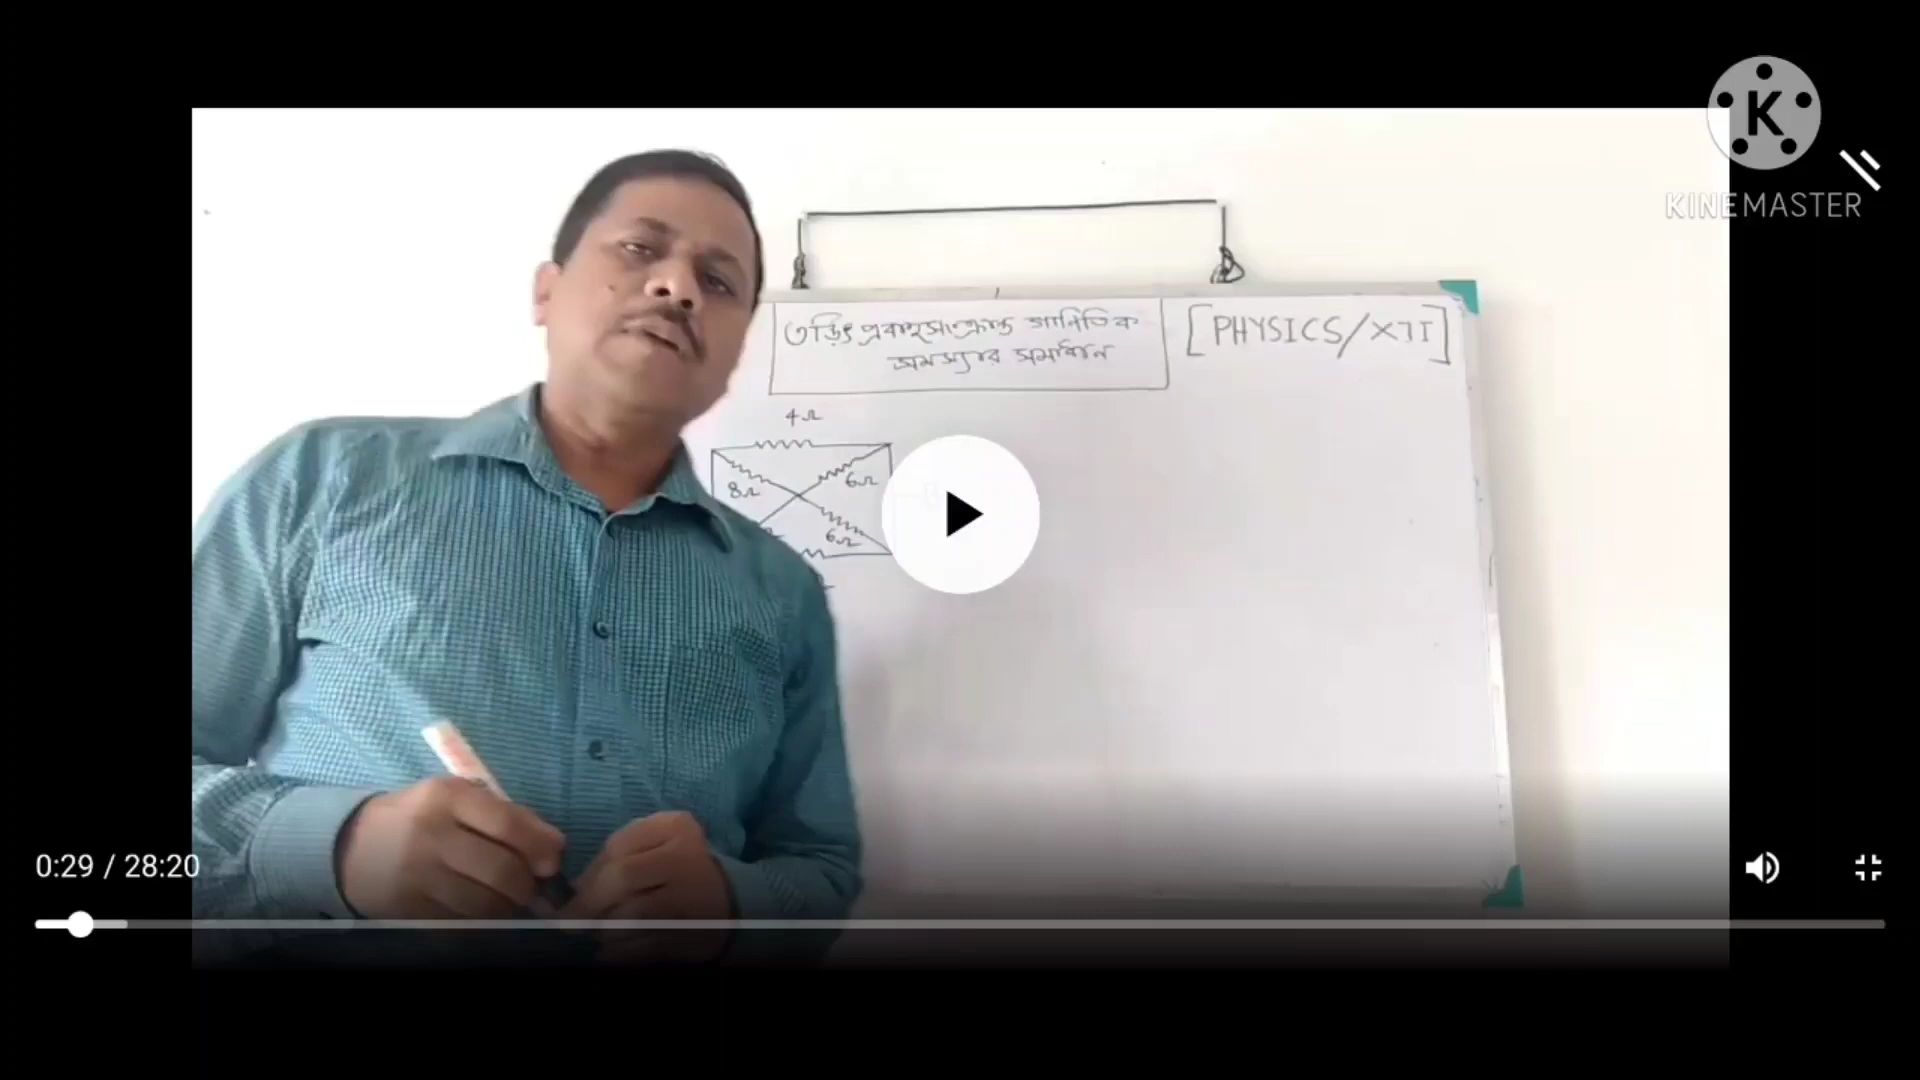 KINEMASTER
তড়িৎ প্রবাহসংক্রান্ত গাণিতিক
সমস্যার সমাধান
[PHYSICS/XII]
4Ω
8Ω
6Ω
6Ω
0:29 / 28:20